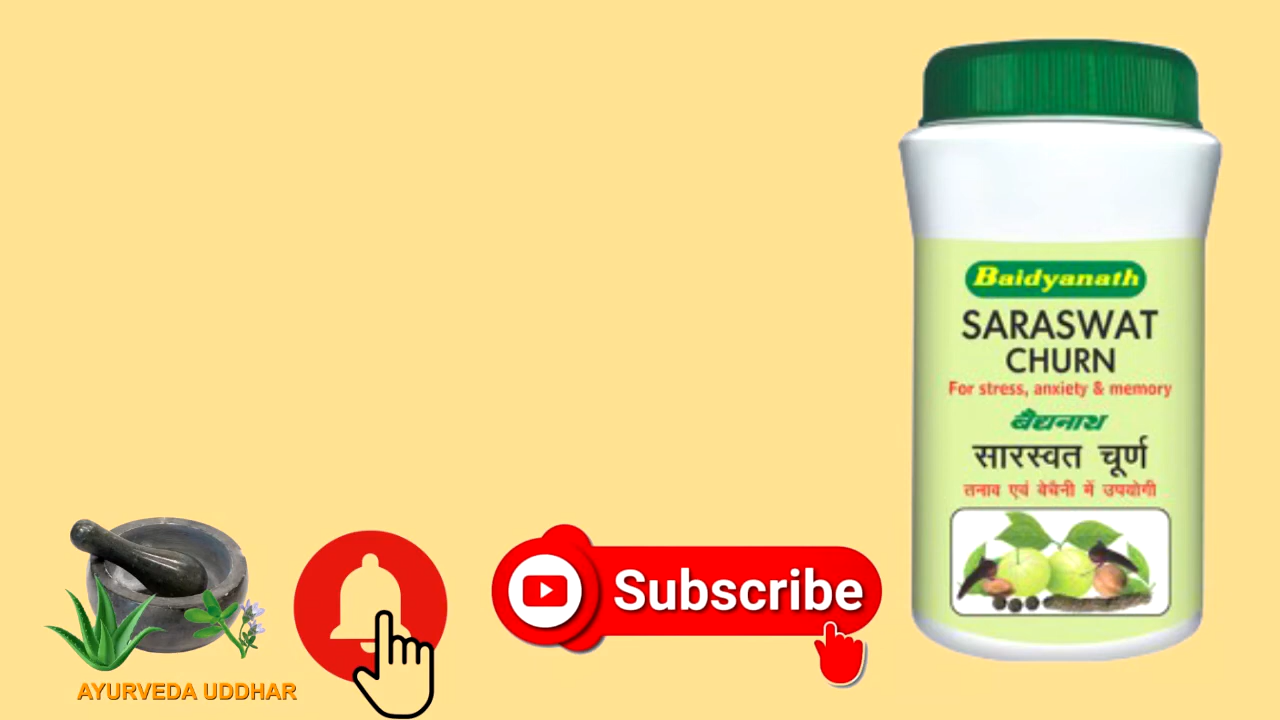 Baidyanath
SARASWAT
CHURN
For stress, anxiety & memory
बैद्यनाथ
सारस्वत चूर्ण
तनाव एवं बेचैनी में उपयोगी
Subscribe
AYURVEDA UDDHAR